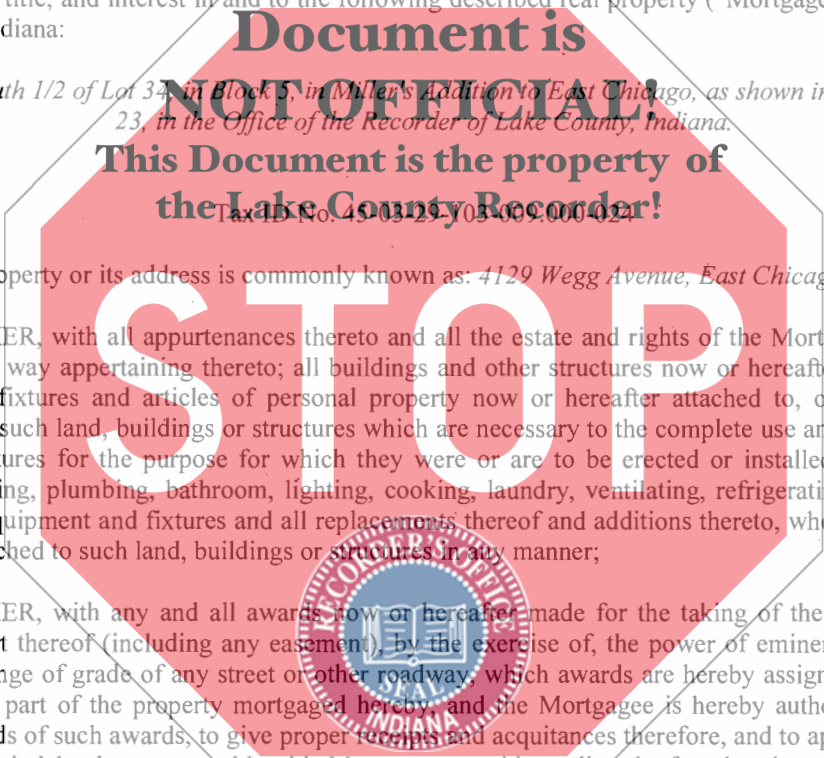 title, and interest in and to the following described real property ("Mortgage
diana:
Document is
uth 1/2 of Lot 34, in Block 5, in Miller's Addition to East Chicago, as shown in
NOT OFFICIAL!
23, in the Office of the Recorder of Lake County, Indiana.
This Document is the property of
the Lake County Recorder!
Tax ID No. 45-03-29-103-009.000-024
operty or its address is commonly known as: 4129 Wegg Avenue, East Chicag
STOP
ER, with all appurtenances thereto and all the estate and rights of the Mort
way appertaining thereto; all buildings and other structures now or hereafte
fixtures and articles of personal property now or hereafter attached to, o
such land, buildings or structures which are necessary to the complete use an
ures for the purpose for which they were or are to be erected or installed
ing, plumbing, bathroom, lighting, cooking, laundry, ventilating, refrigerati
uipment and fixtures and all replacements thereof and additions thereto, whe
ched to such land, buildings or structures in any manner;
ER, with any and all awards now or hereafter made for the taking of the
t thereof (including any easement), by the exercise of, the power of eminen
nge of grade of any street or other roadway, which awards are hereby assign
part of the property mortgaged hereby, and the Mortgagee is hereby autho
ds of such awards, to give proper receipts and acquitances therefore, and to ap
RECORDER'S OFFICE
SEAL
INDIANA